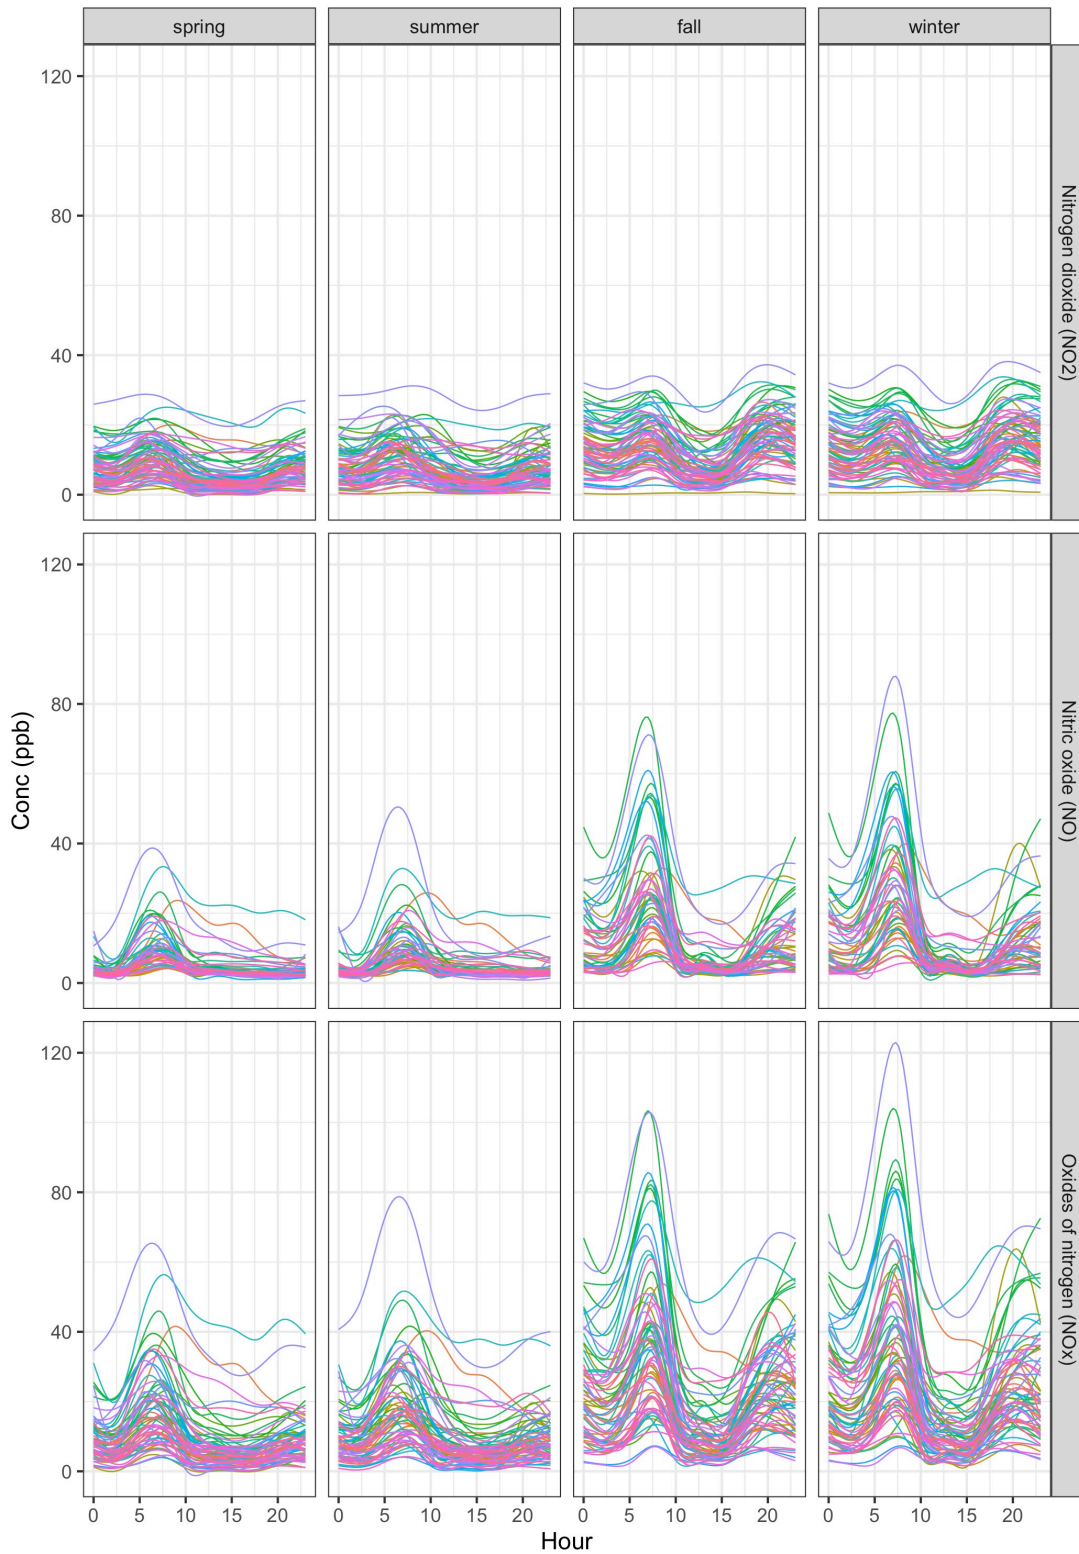 spring summer fall winter
120
80
40
0
Nitrogen dioxide (NO2)
120
80
40
0
Nitric oxide (NO)
Conc (ppb)
120
80
40
0
Oxides of nitrogen (NOx)
0 5 10 15 20 0 5 10 15 20 0 5 10 15 20 0 5 10 15 20
Hour